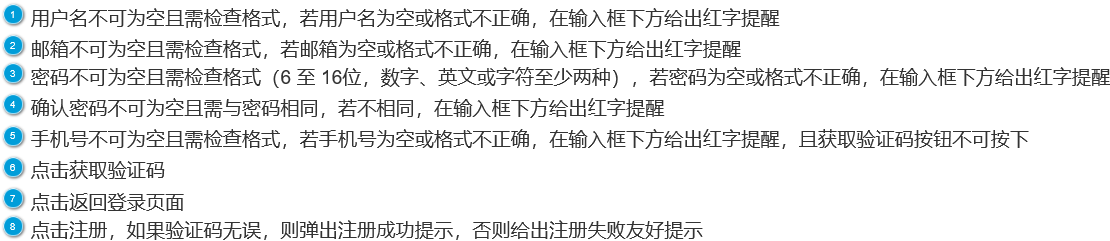 1 用户名不可为空且需检查格式，若用户名为空或格式不正确，在输入框下方给出红字提醒
2 邮箱不可为空且需检查格式，若邮箱为空或格式不正确，在输入框下方给出红字提醒
3 密码不可为空且需检查格式（6 至 16位，数字、英文或字符至少两种），若密码为空或格式不正确，在输入框下方给出红字提醒
4 确认密码不可为空且需与密码相同，若不相同，在输入框下方给出红字提醒
5 手机号不可为空且需检查格式，若手机号为空或格式不正确，在输入框下方给出红字提醒，且获取验证码按钮不可按下
6 点击获取验证码
7 点击返回登录页面
8 点击注册，如果验证码无误，则弹出注册成功提示，否则给出注册失败友好提示